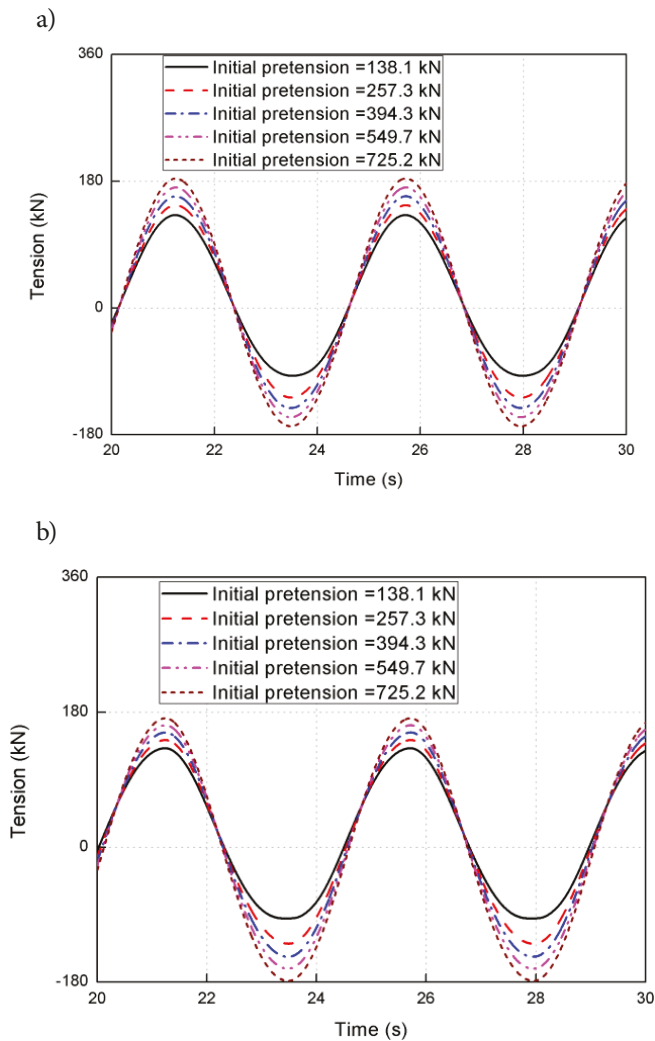 a)
360
180
0
-180
Tension (kN)
Initial pretension =138.1 kN
Initial pretension =257.3 kN
Initial pretension =394.3 kN
Initial pretension =549.7 kN
Initial pretension =725.2 kN
20 22 24 26 28 30
Time (s)
b)
360
180
0
-180
Tension (kN)
Initial pretension =138.1 kN
Initial pretension =257.3 kN
Initial pretension =394.3 kN
Initial pretension =549.7 kN
Initial pretension =725.2 kN
20 22 24 26 28 30
Time (s)